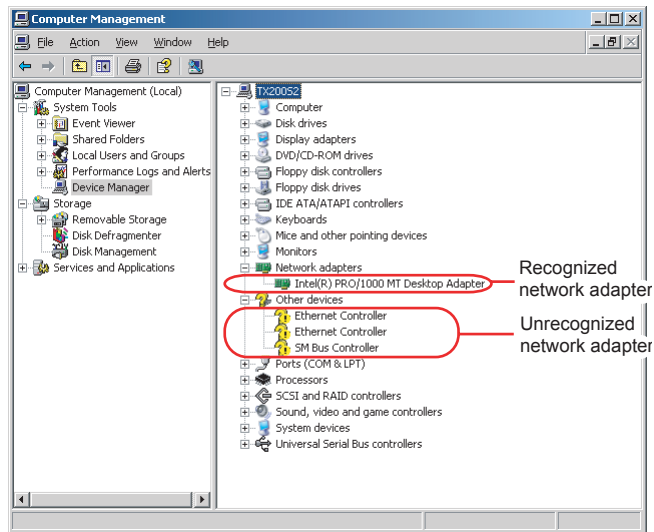 Computer Management
File Action View Window Help
Computer Management (Local)
System Tools
Event Viewer
Shared Folders
Local Users and Groups
Performance Logs and Alerts
Device Manager
Storage
Removable Storage
Disk Defragmenter
Disk Management
Services and Applications
TX200S2
Computer
Disk drives
Display adapters
DVD/CD-ROM drives
Floppy disk controllers
Floppy disk drives
IDE ATA/ATAPI controllers
Keyboards
Mice and other pointing devices
Monitors
Network adapters
Intel(R) PRO/1000 MT Desktop Adapter
Other devices
Ethernet Controller
Ethernet Controller
SM Bus Controller
Ports (COM & LPT)
Processors
SCSI and RAID controllers
Sound, video and game controllers
System devices
Universal Serial Bus controllers
Recognized
network adapter
Unrecognized
network adapter